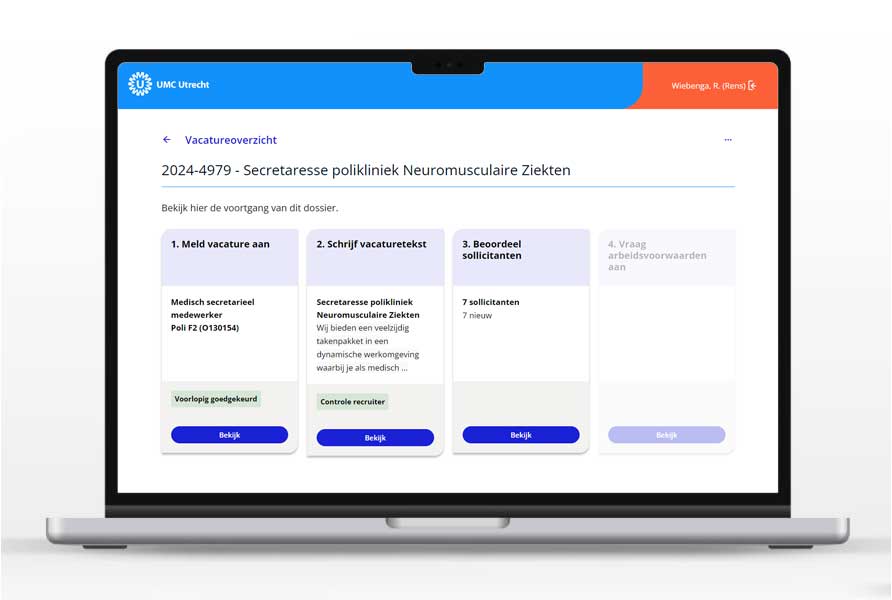 UMC Utrecht
Wiebenga, R. (Rens)
Vacatureoverzicht
2024-4979 - Secretaresse polikliniek Neuromusculaire Ziekten
Bekijk hier de voortgang van dit dossier.
1. Meld vacature aan
Medisch secretarieel
medewerker
Poli F2 (O130154)
Voorlopig goedgekeurd
Bekijk
2. Schrijf vacaturetekst
Secretaresse polikliniek
Neuromusculaire Ziekten
Wij bieden een veelzijdig
takenpakket in een
dynamische werkomgeving
waarbij je als medisch ...
Controle recruiter
Bekijk
3. Beoordeel
sollicitanten
7 sollicitanten
7 nieuw
Bekijk
4. Vraag
arbeidsvoorwaarden
aan
Bekijk